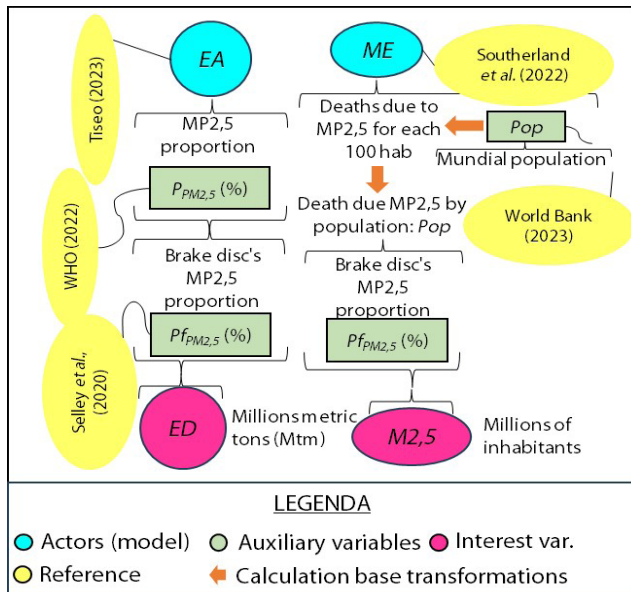 Tiseo (2023)
EA
MP2,5
proportion
WHO (2022)
P_PM2,5 (%)
Brake disc's
MP2,5
proportion
Selley et al.,
(2020)
Pf_PM2,5 (%)
ED
Millions metric
tons (Mtm)
ME
Southerland
et al. (2022)
Deaths due to
MP2,5 for each
100 hab
Pop
Mundial population
World Bank
(2023)
Death due MP2,5 by
population: Pop
Brake disc's
MP2,5
proportion
Pf_PM2,5 (%)
M2,5
Millions of
inhabitants
LEGENDA
Actors (model)
Auxiliary variables
Interest var.
Reference
Calculation base transformations